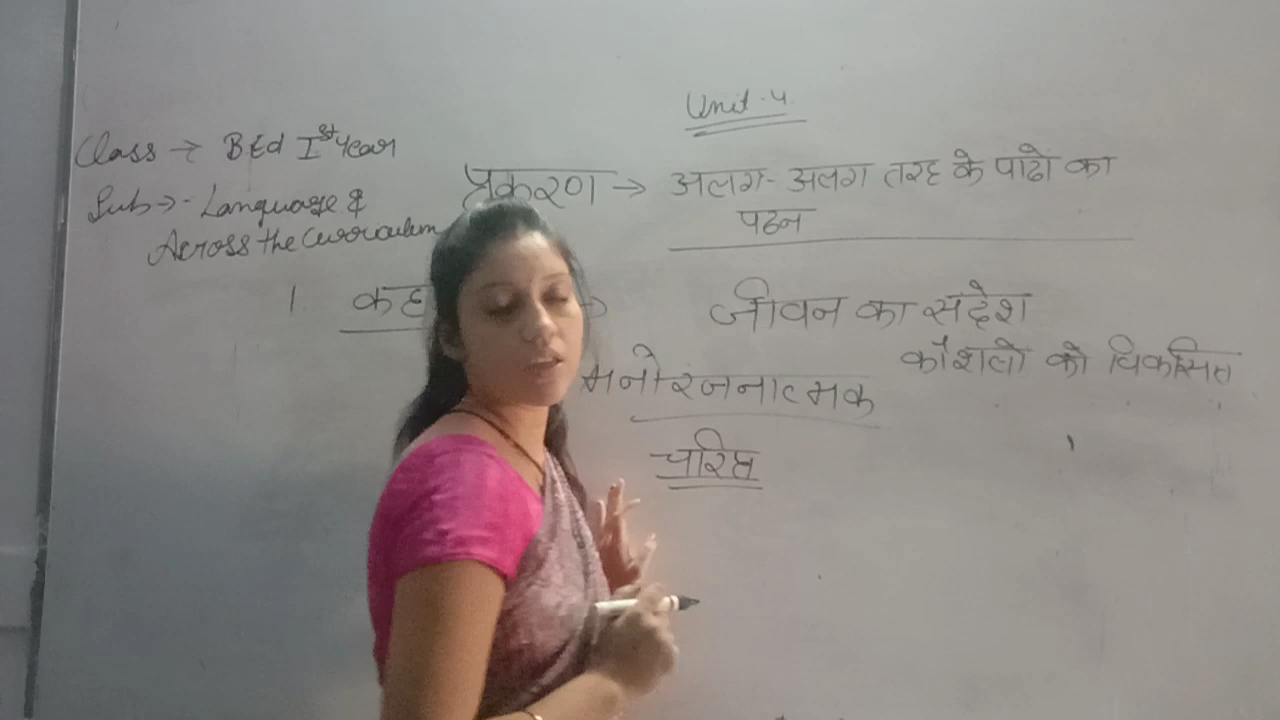 Unit-4
Class → BEd Ist Year
प्रकरण → अलग-अलग तरह के पाठो का
पठन
Sub → - Language &
Across the Curriculum
1. कह
जीवन का संदेश
कौशलो को विकसित
मनोरंजनात्मक
चरित्र